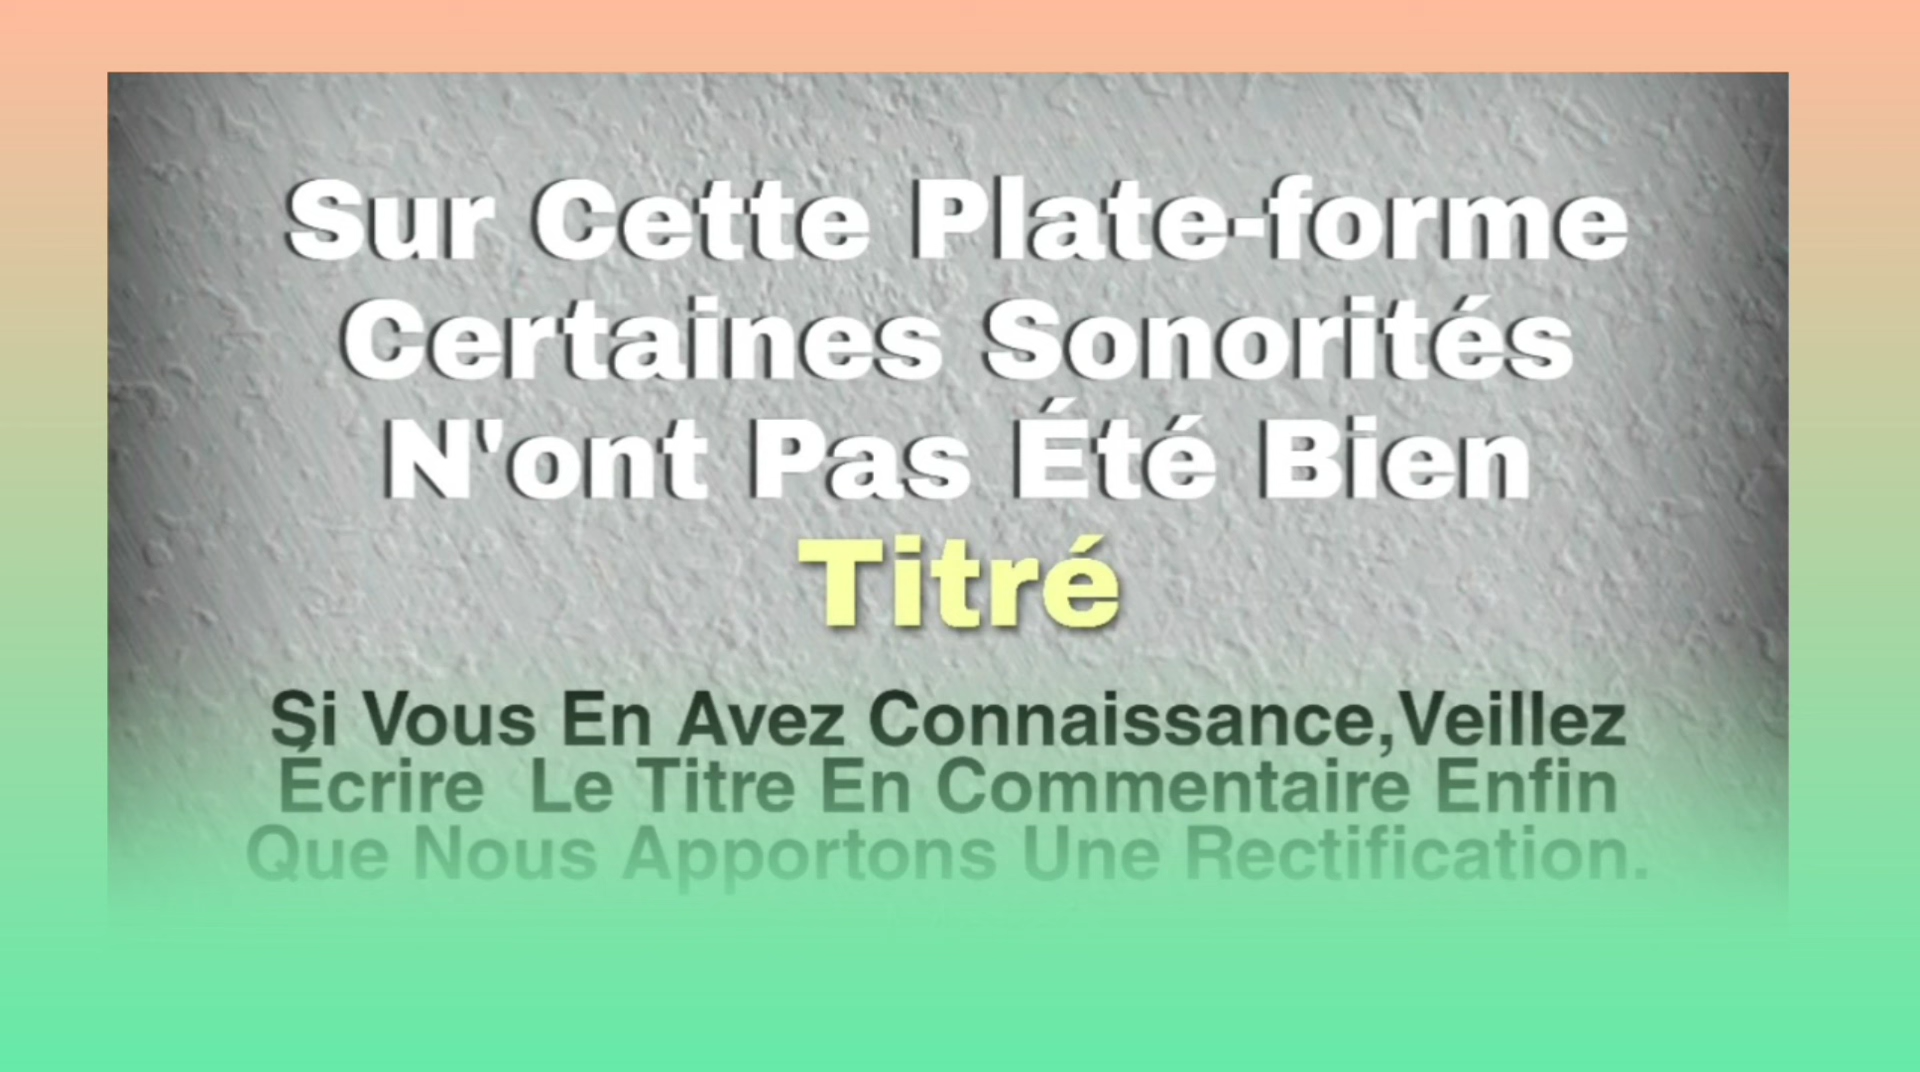 Sur Cette Plate-forme
Certaines Sonorités
N'ont Pas Été Bien
Titré
Si Vous En Avez Connaissance,Veillez
Écrire  Le Titre En Commentaire Enfin
Que Nous Apportons Une Rectification.